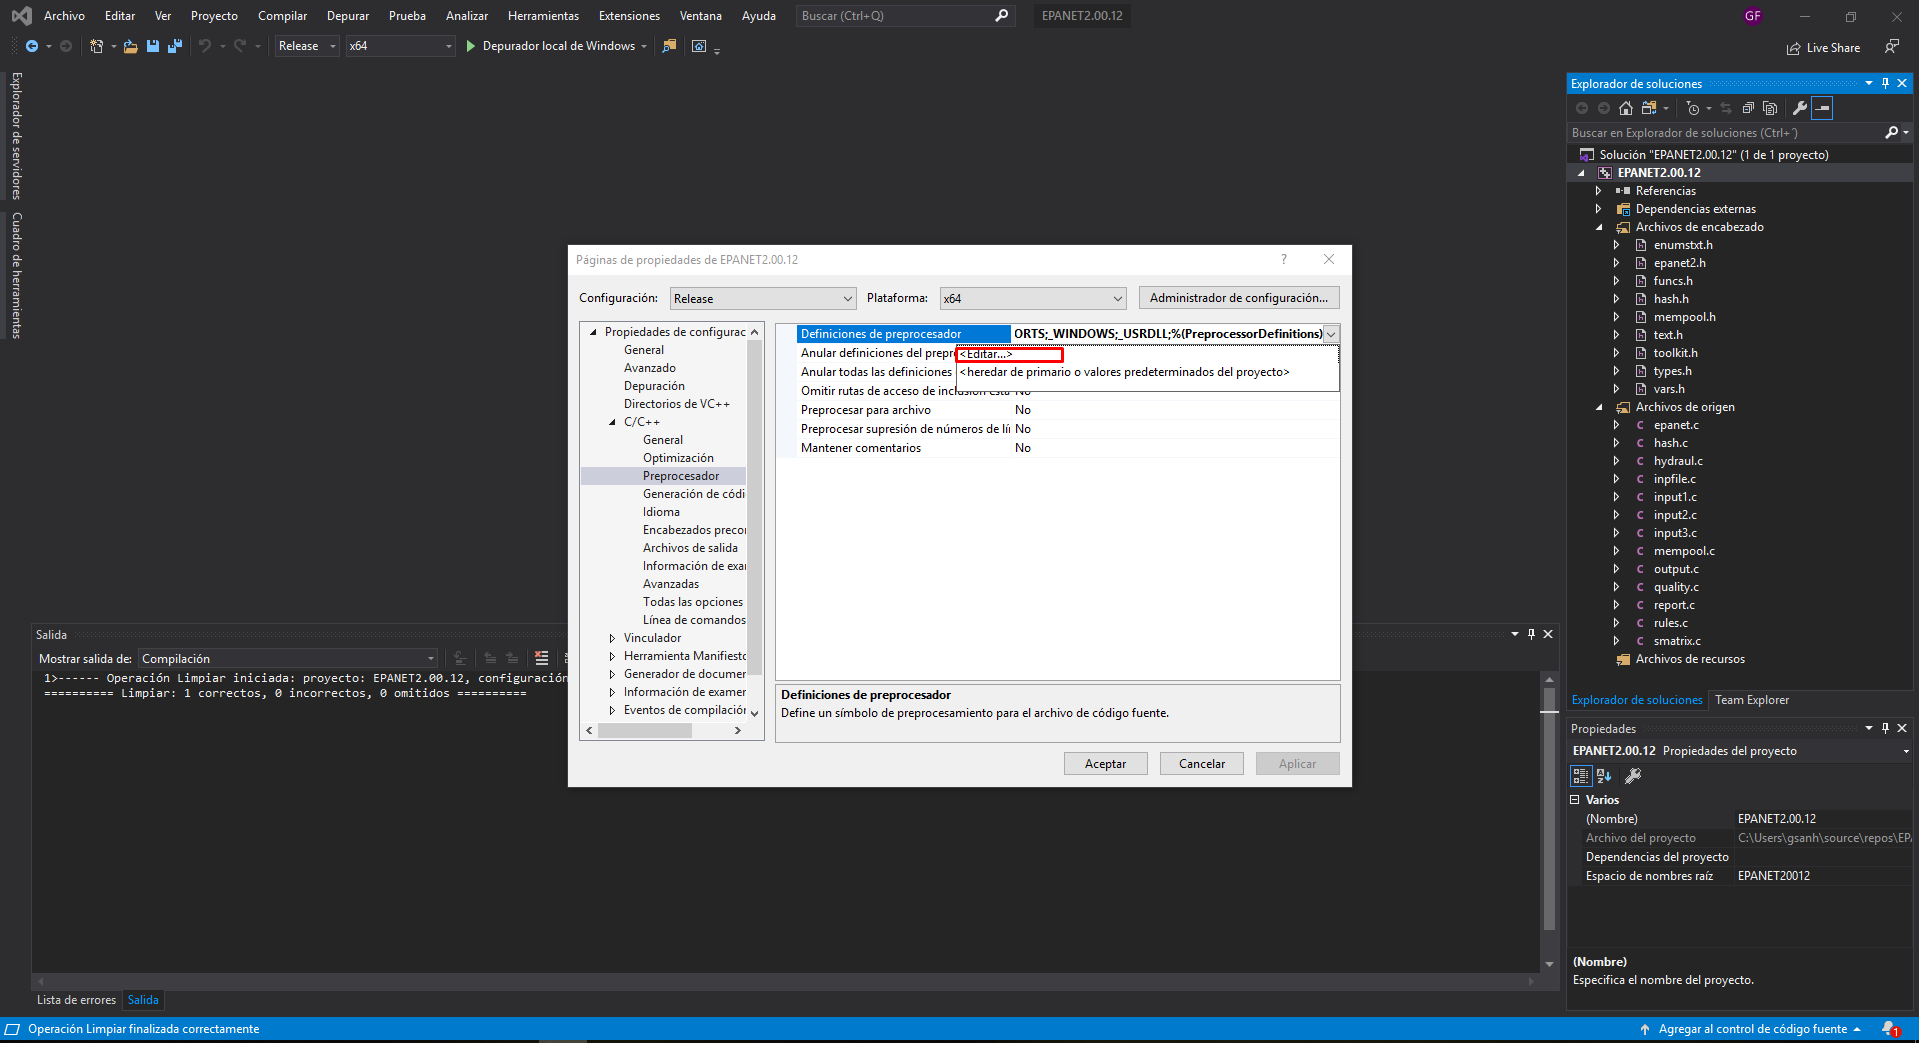 Archivo Editar Ver Proyecto Compilar Depurar Prueba Analizar Herramientas Extensiones Ventana Ayuda Buscar (Ctrl+Q) EPANET2.00.12 GF
Release x64 Depurador local de Windows Live Share
Explorador de servidores
Cuadro de herramientas
Páginas de propiedades de EPANET2.00.12 ?
Configuración: Release Plataforma: x64 Administrador de configuración...
Propiedades de configurac
General
Avanzado
Depuración
Directorios de VC++
C/C++
General
Optimización
Preprocesador
Generación de códi
Idioma
Encabezados precor
Archivos de salida
Información de exa
Avanzadas
Todas las opciones
Línea de comandos
Vinculador
Herramienta Manifiesto
Generador de documer
Información de examer
Eventos de compilación
Definiciones de preprocesador ORTS;_WINDOWS;_USRDLL;%(PreprocessorDefinitions)
Anular definiciones del prepr
<Editar...>
Anular todas las definiciones
<heredar de primario o valores predeterminados del proyecto>
Omitir rutas de acceso de inclusión está No
Preprocesar para archivo No
Preprocesar supresión de números de lí No
Mantener comentarios No
Definiciones de preprocesador
Define un símbolo de preprocesamiento para el archivo de código fuente.
Aceptar Cancelar Aplicar
Salida
Mostrar salida de: Compilación
1>------ Operación Limpiar iniciada: proyecto: EPANET2.00.12, configuración
========== Limpiar: 1 correctos, 0 incorrectos, 0 omitidos ==========
Lista de errores Salida
Explorador de soluciones
Buscar en Explorador de soluciones (Ctrl+´)
Solución "EPANET2.00.12" (1 de 1 proyecto)
EPANET2.00.12
Referencias
Dependencias externas
Archivos de encabezado
enumstxt.h
epanet2.h
funcs.h
hash.h
mempool.h
text.h
toolkit.h
types.h
vars.h
Archivos de origen
epanet.c
hash.c
hydraul.c
inpfile.c
input1.c
input2.c
input3.c
mempool.c
output.c
quality.c
report.c
rules.c
smatrix.c
Archivos de recursos
Explorador de soluciones Team Explorer
Propiedades
EPANET2.00.12 Propiedades del proyecto
Varios
(Nombre) EPANET2.00.12
Archivo del proyecto C:\Users\gsanh\source\repos\EP
Dependencias del proyecto
Espacio de nombres raíz EPANET20012
(Nombre)
Especifica el nombre del proyecto.
Operación Limpiar finalizada correctamente Agregar al control de código fuente 1